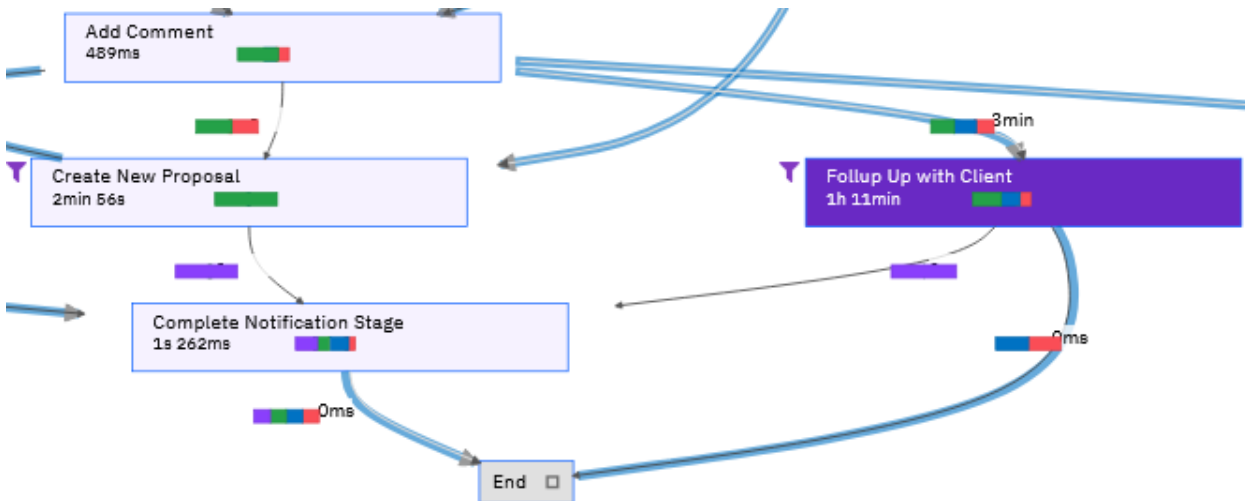 Add Comment
489ms
3min
Create New Proposal
2min 56s
Follup Up with Client
1h 11min
Complete Notification Stage
1s 262ms
0ms
0ms
End